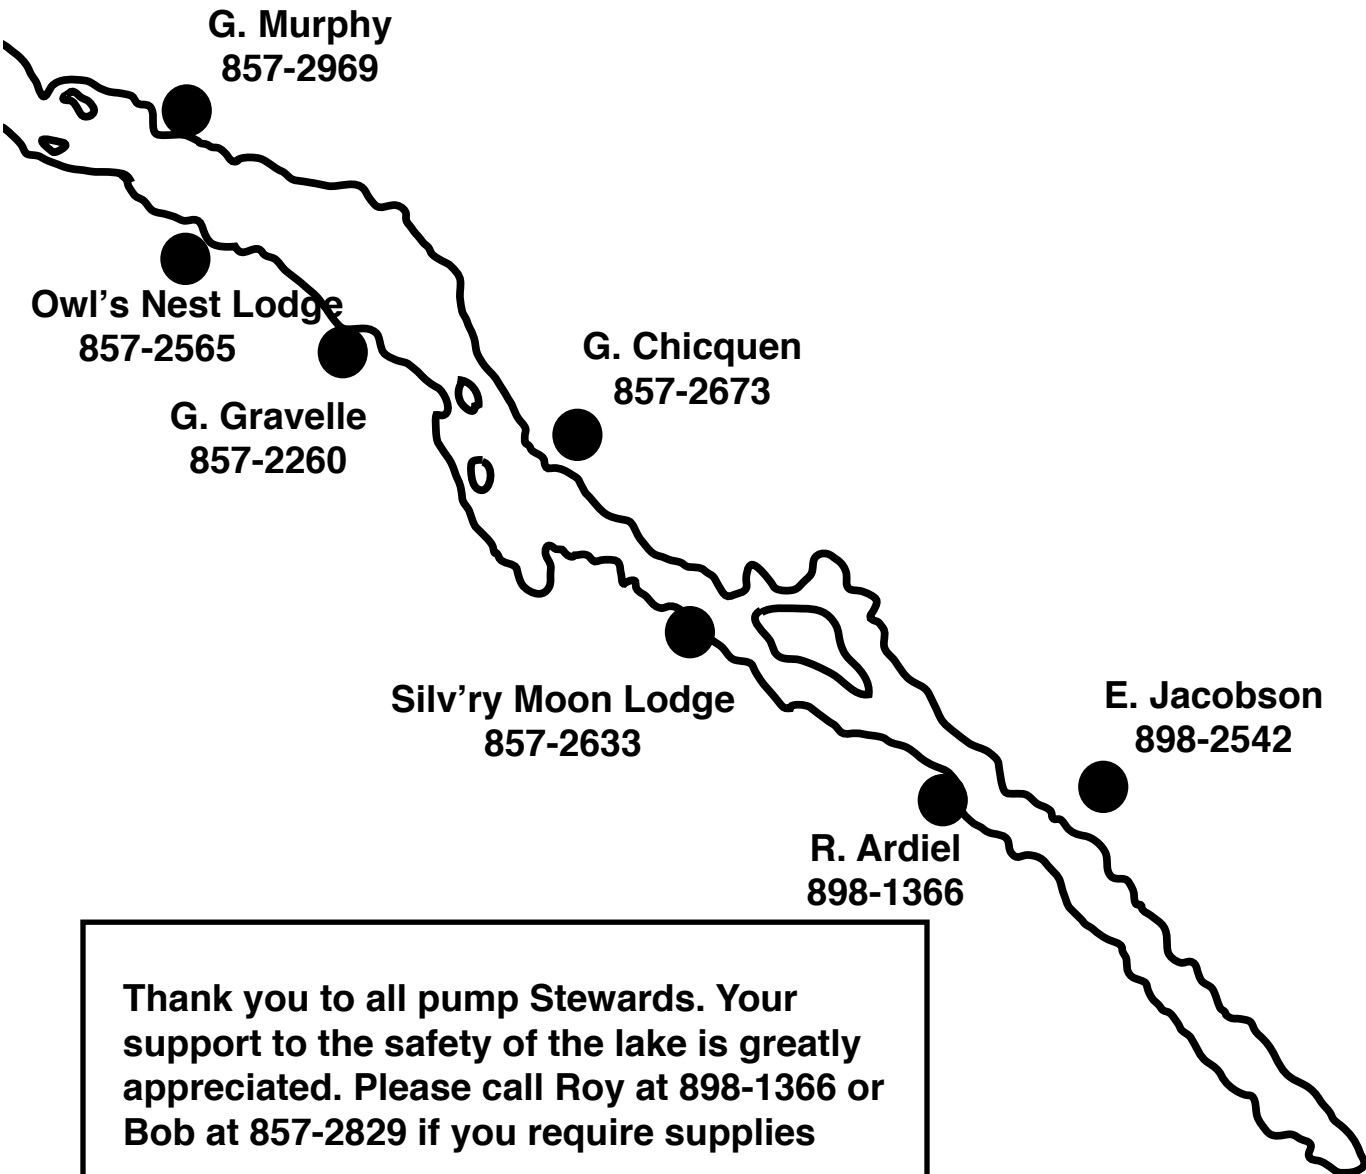 G. Murphy
857-2969
Owl's Nest Lodge
857-2565
G. Chicquen
857-2673
G. Gravelle
857-2260
Silv'ry Moon Lodge
857-2633
E. Jacobson
898-2542
R. Ardiel
898-1366
Thank you to all pump Stewards. Your
support to the safety of the lake is greatly
appreciated. Please call Roy at 898-1366 or
Bob at 857-2829 if you require supplies